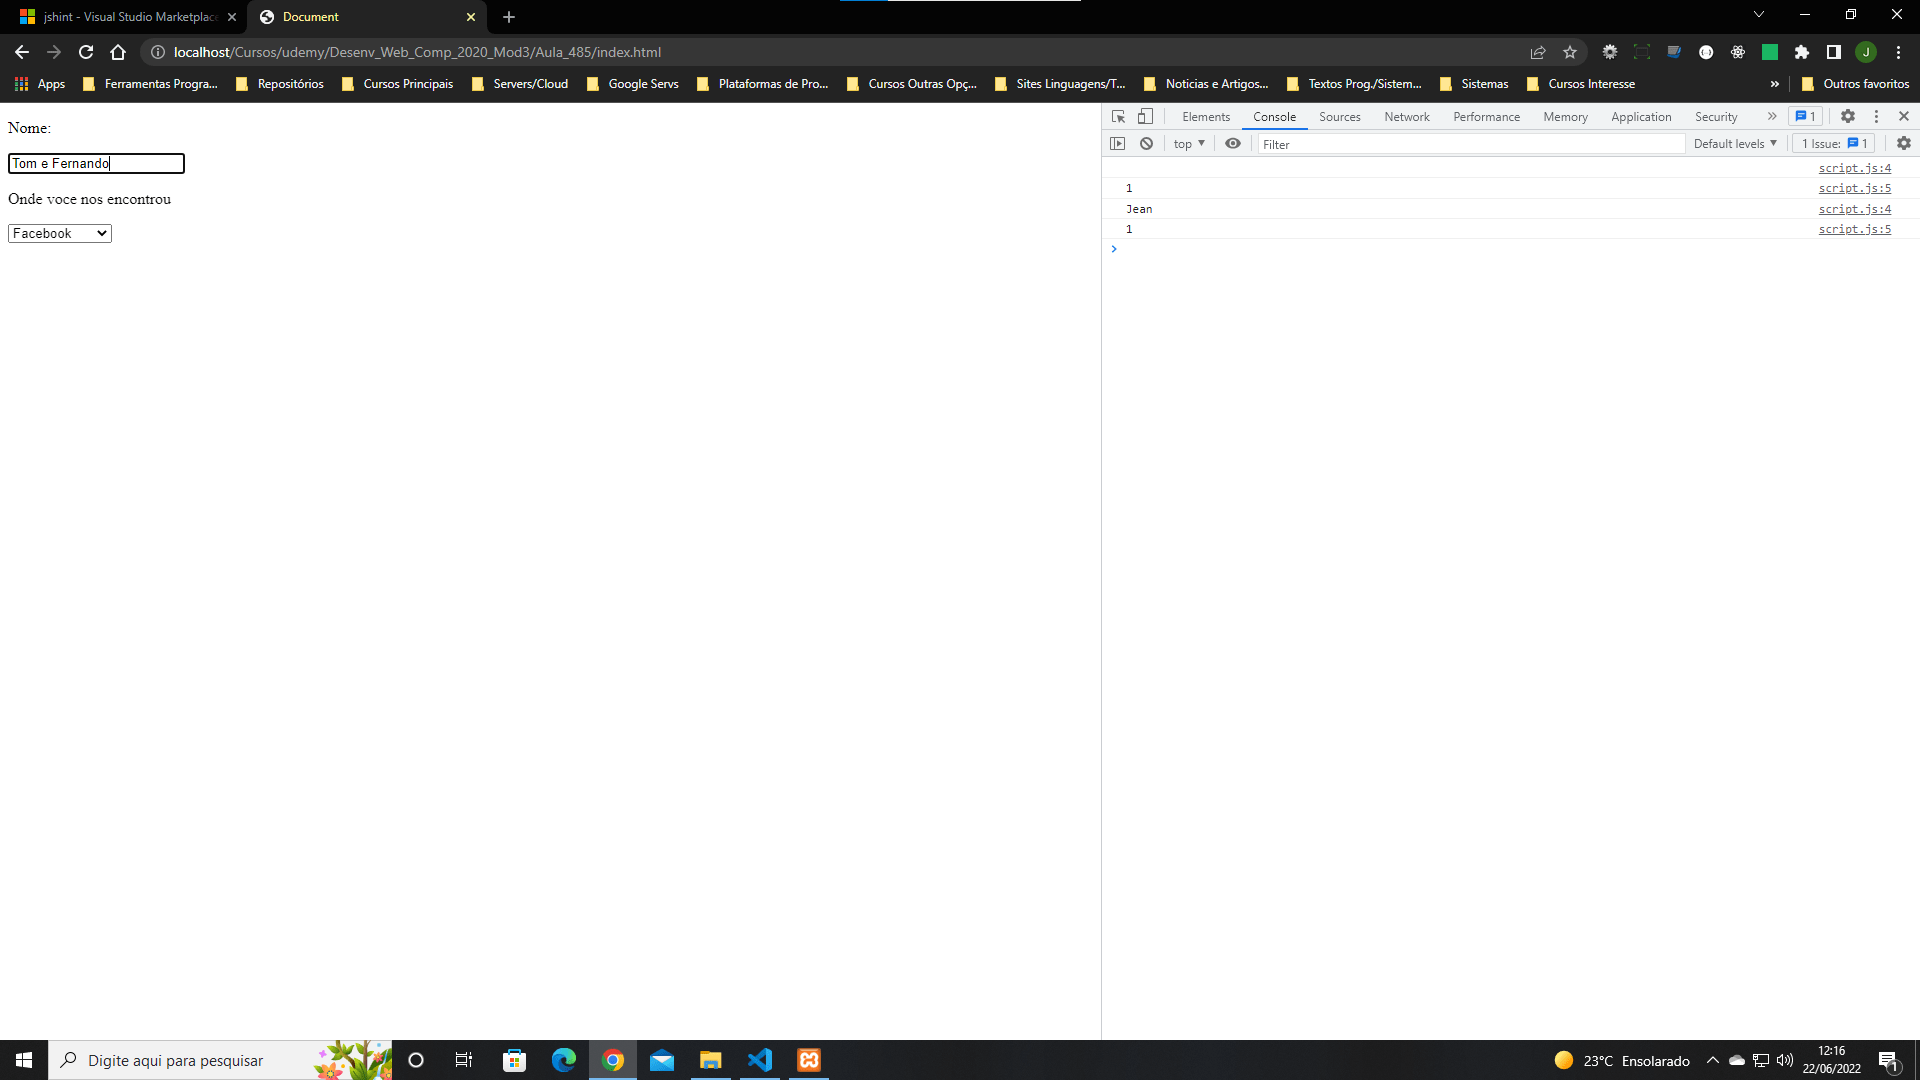 jshint - Visual Studio Marketplace
Document
localhost/Cursos/udemy/Desenv_Web_Comp_2020_Mod3/Aula_485/index.html
J
Apps
Ferramentas Progra...
Repositórios
Cursos Principais
Servers/Cloud
Google Servs
Plataformas de Pro...
Cursos Outras Opç...
Sites Linguagens/T...
Noticias e Artigos...
Textos Prog./Sistem...
Sistemas
Cursos Interesse
»
Outros favoritos
Nome:
Tom e Fernando
Onde voce nos encontrou
Facebook
Elements
Console
Sources
Network
Performance
Memory
Application
Security
»
1
top
Filter
Default levels
1 Issue:
1
script.js:4
1
script.js:5
Jean
script.js:4
1
script.js:5
Digite aqui para pesquisar
23°C Ensolarado
12:16
22/06/2022
1